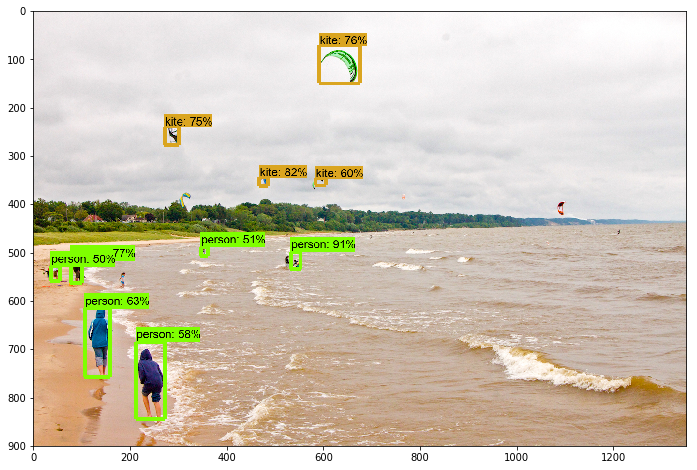 0
100
200
300
400
500
600
700
800
900
kite: 76%
kite: 75%
kite: 82%
kite: 60%
person: 51%
person: 91%
77%
person: 50%
person: 63%
person: 58%
0
200
400
600
800
1000
1200